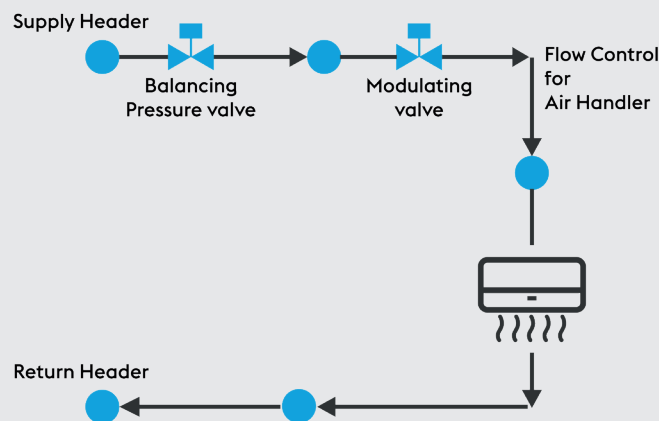 Supply Header
Balancing
Pressure valve
Modulating
valve
Flow Control
for
Air Handler
Return Header